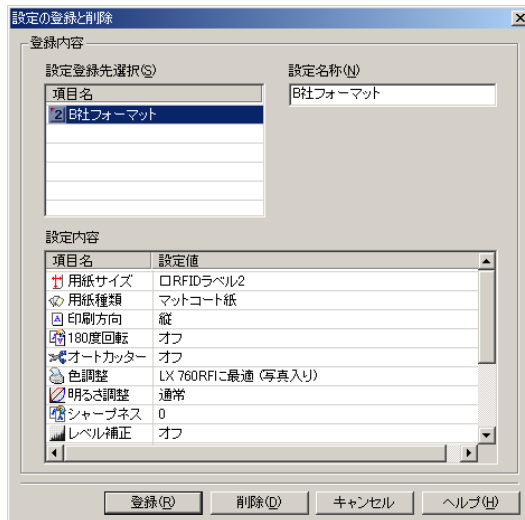 設定の登録と削除
登録内容
設定登録先選択(S)
設定名称(N)
項目名
B社フォーマット
2 B社フォーマット
設定内容
項目名 設定値
用紙サイズ ロRFIDラベル2
用紙種類 マットコート紙
A 印刷方向 縦
180度回転 オフ
オートカッター オフ
色調整 LX 760RFに最適 (写真入り)
明るさ調整 通常
シャープネス 0
レベル補正 オフ
登録(R) 削除(D) キャンセル ヘルプ(H)